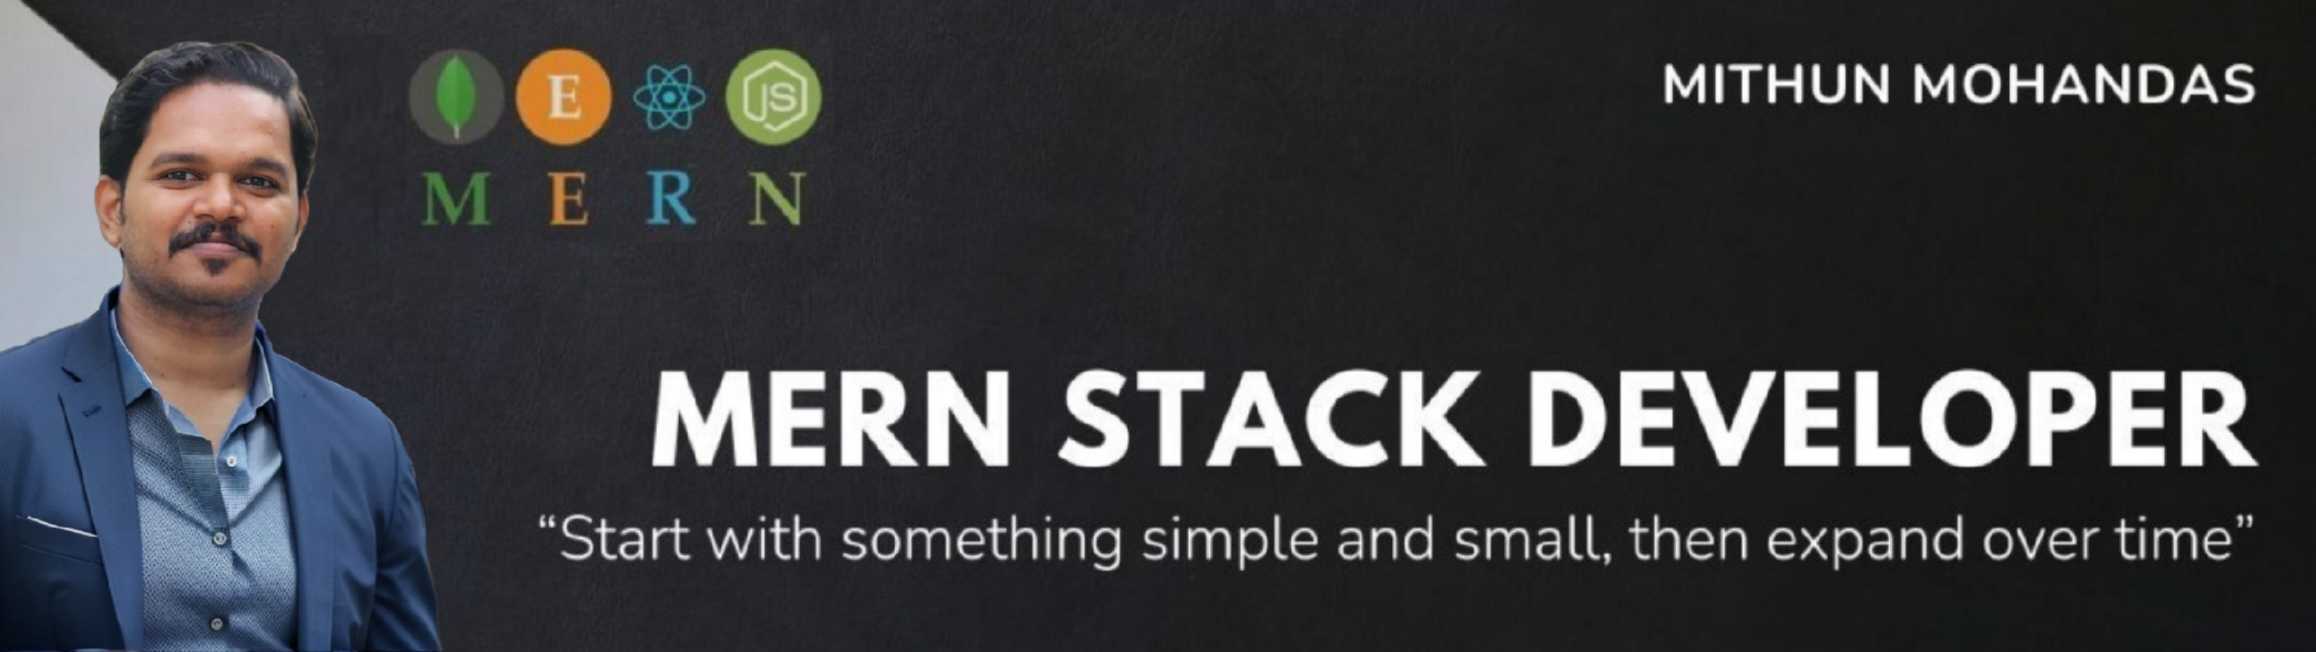 E JS
M E R N
MITHUN MOHANDAS
MERN STACK DEVELOPER
“Start with something simple and small, then expand over time”